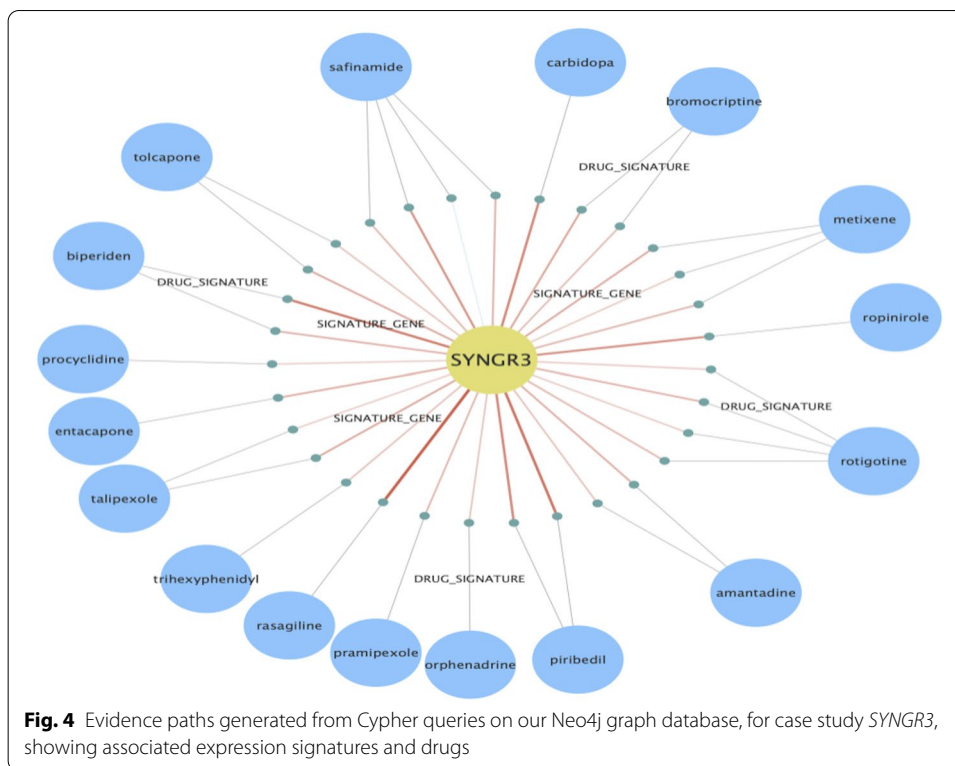 safinamide
carbidopa
bromocriptine
tolcapone
DRUG_SIGNATURE
metixene
biperiden
DRUG_SIGNATURE
SIGNATURE_GENE
SIGNATURE_GENE
ropinirole
procyclidine
SYNGR3
DRUG_SIGNATURE
entacapone
SIGNATURE_GENE
rotigotine
talipexole
trihexyphenidyl
DRUG_SIGNATURE
amantadine
rasagiline
pramipexole
orphenadrine
piribedil
Fig. 4 Evidence paths generated from Cypher queries on our Neo4j graph database, for case study SYNGR3,
showing associated expression signatures and drugs